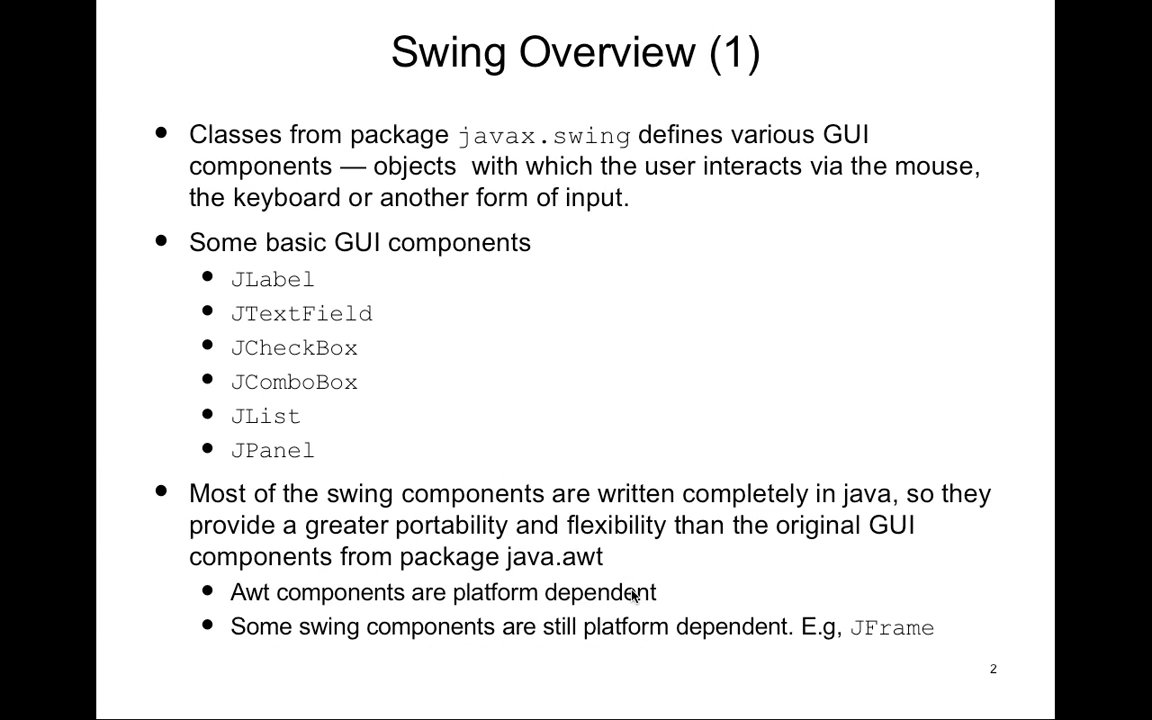 Swing Overview (1)
• Classes from package javax.swing defines various GUI
components — objects  with which the user interacts via the mouse,
the keyboard or another form of input.
• Some basic GUI components
• JLabel
• JTextField
• JCheckBox
• JComboBox
• JList
• JPanel
• Most of the swing components are written completely in java, so they
provide a greater portability and flexibility than the original GUI
components from package java.awt
• Awt components are platform dependent
• Some swing components are still platform dependent. E.g, JFrame
2